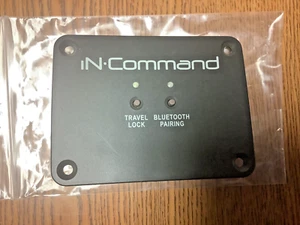 iN·Command
TRAVEL LOCK
BLUETOOTH PAIRING